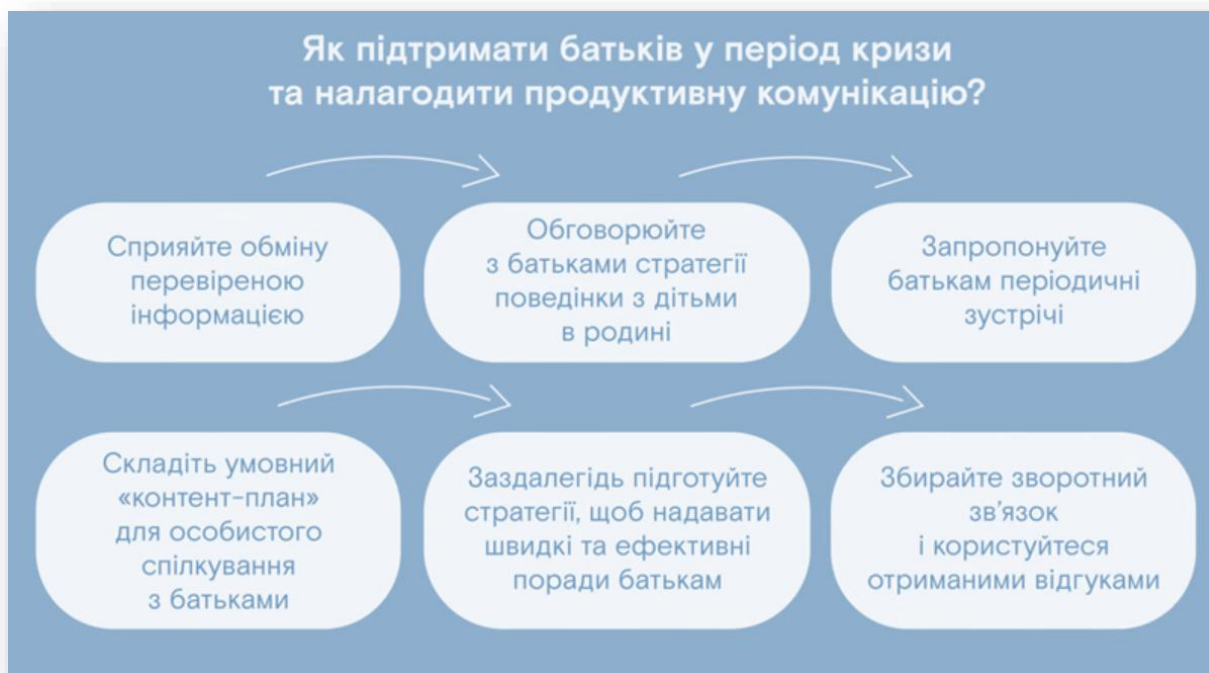 Як підтримати батьків у період кризи
та налагодити продуктивну комунікацію?
Сприяйте обміну
перевіреною
інформацією
Обговорюйте
з батьками стратегії
поведінки з дітьми
в родині
Запропонуйте
батькам періодичні
зустрічі
Складіть умовний
«контент-план»
для особистого
спілкування
з батьками
Заздалегідь підготуйте
стратегії, щоб надавати
швидкі та ефективні
поради батькам
Збирайте зворотний
зв’язок
і користуйтеся
отриманими відгуками